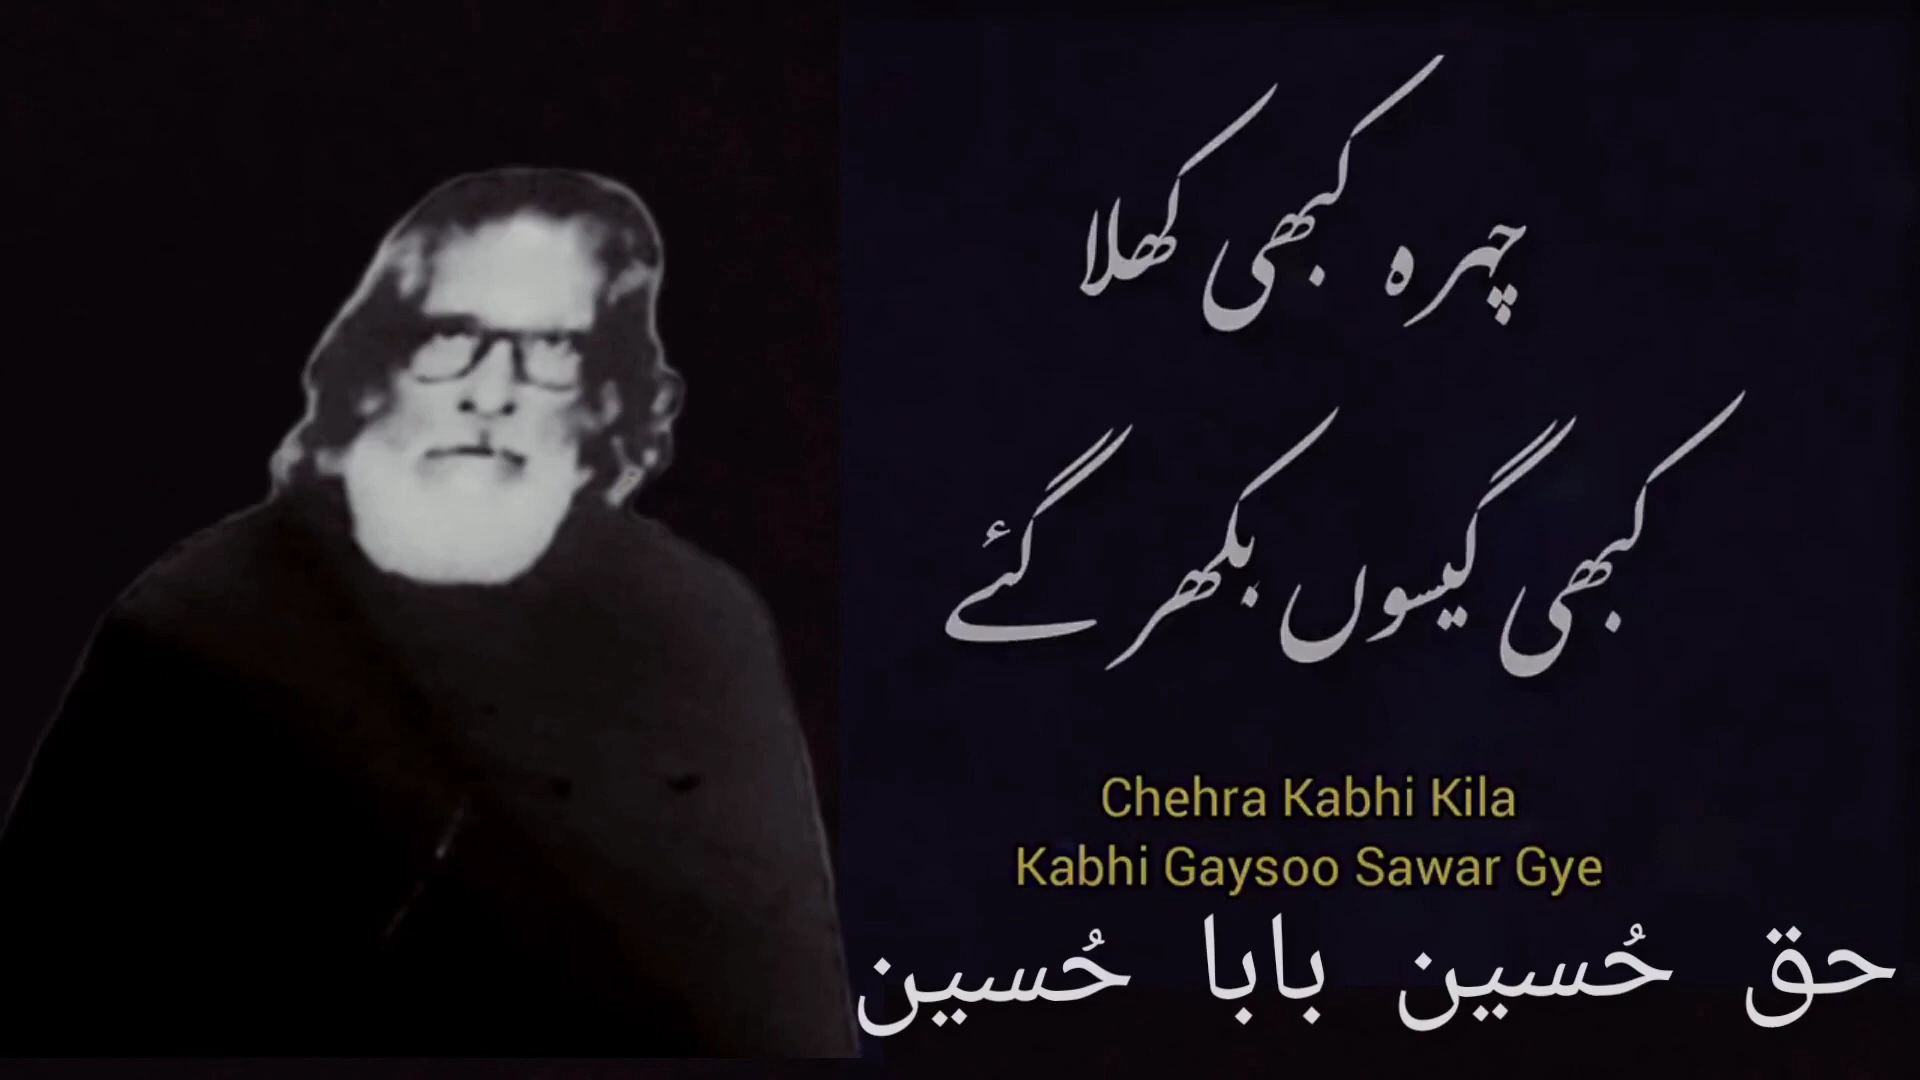 چہرہ کبھی کھلا
کبھی گیسوں بکھر گئے
Chehra Kabhi Kila
Kabhi Gaysoo Sawar Gye
حق حُسین بابا حُسین